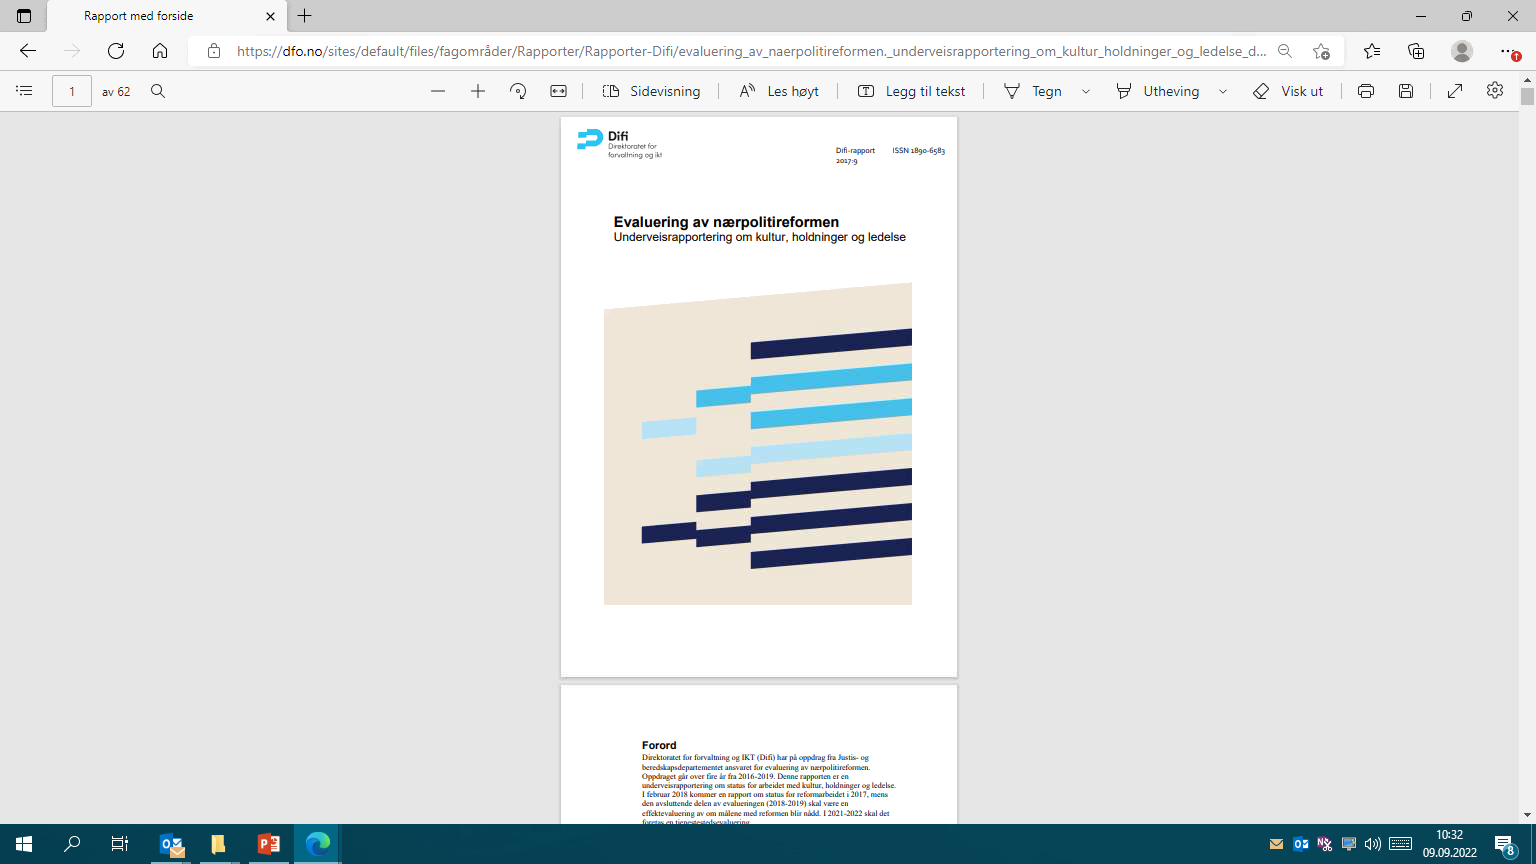 Rapport med forside
https://dfo.no/sites/default/files/fagområder/Rapporter/Rapporter-Difi/evaluering_av_naerpolitireformen._underveisrapportering_om_kultur_holdninger_og_ledelse_d...
1 av 62
Sidevisning
Les høyt
Legg til tekst
Tegn
Utheving
Visk ut
Difi
Direktoratet for
forvaltning og ikt
Difi-rapport ISSN 1890-6583
2017:9
Evaluering av nærpolitireformen
Underveisrapportering om kultur, holdninger og ledelse
Forord
Direktoratet for forvaltning og IKT (Difi) har på oppdrag fra Justis- og
beredskapsdepartementet ansvaret for evaluering av nærpolitireformen.
Oppdraget går over fire år fra 2016-2019. Denne rapporten er en
underveisrapportering om status for arbeidet med kultur, holdninger og ledelse.
I februar 2018 kommer en rapport om status for reformarbeidet i 2017, mens
den avsluttende delen av evalueringen (2018-2019) skal være en
effektevaluering av om målene med reformen blir nådd. I 2021-2022 skal det
foretas en tjenestestedsevaluering
10:32
09.09.2022
8